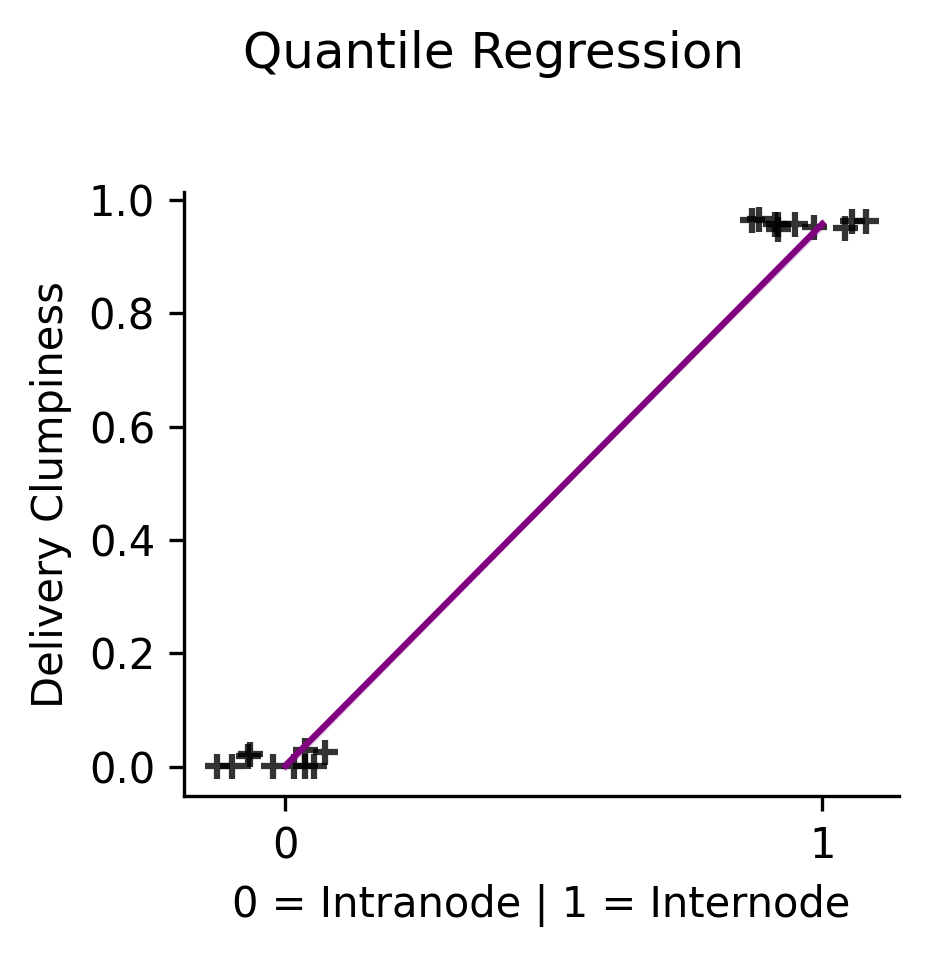 Quantile Regression
1.0
0.8
0.6
0.4
0.2
0.0
Delivery Clumpiness
0
1
0 = Intranode | 1 = Internode